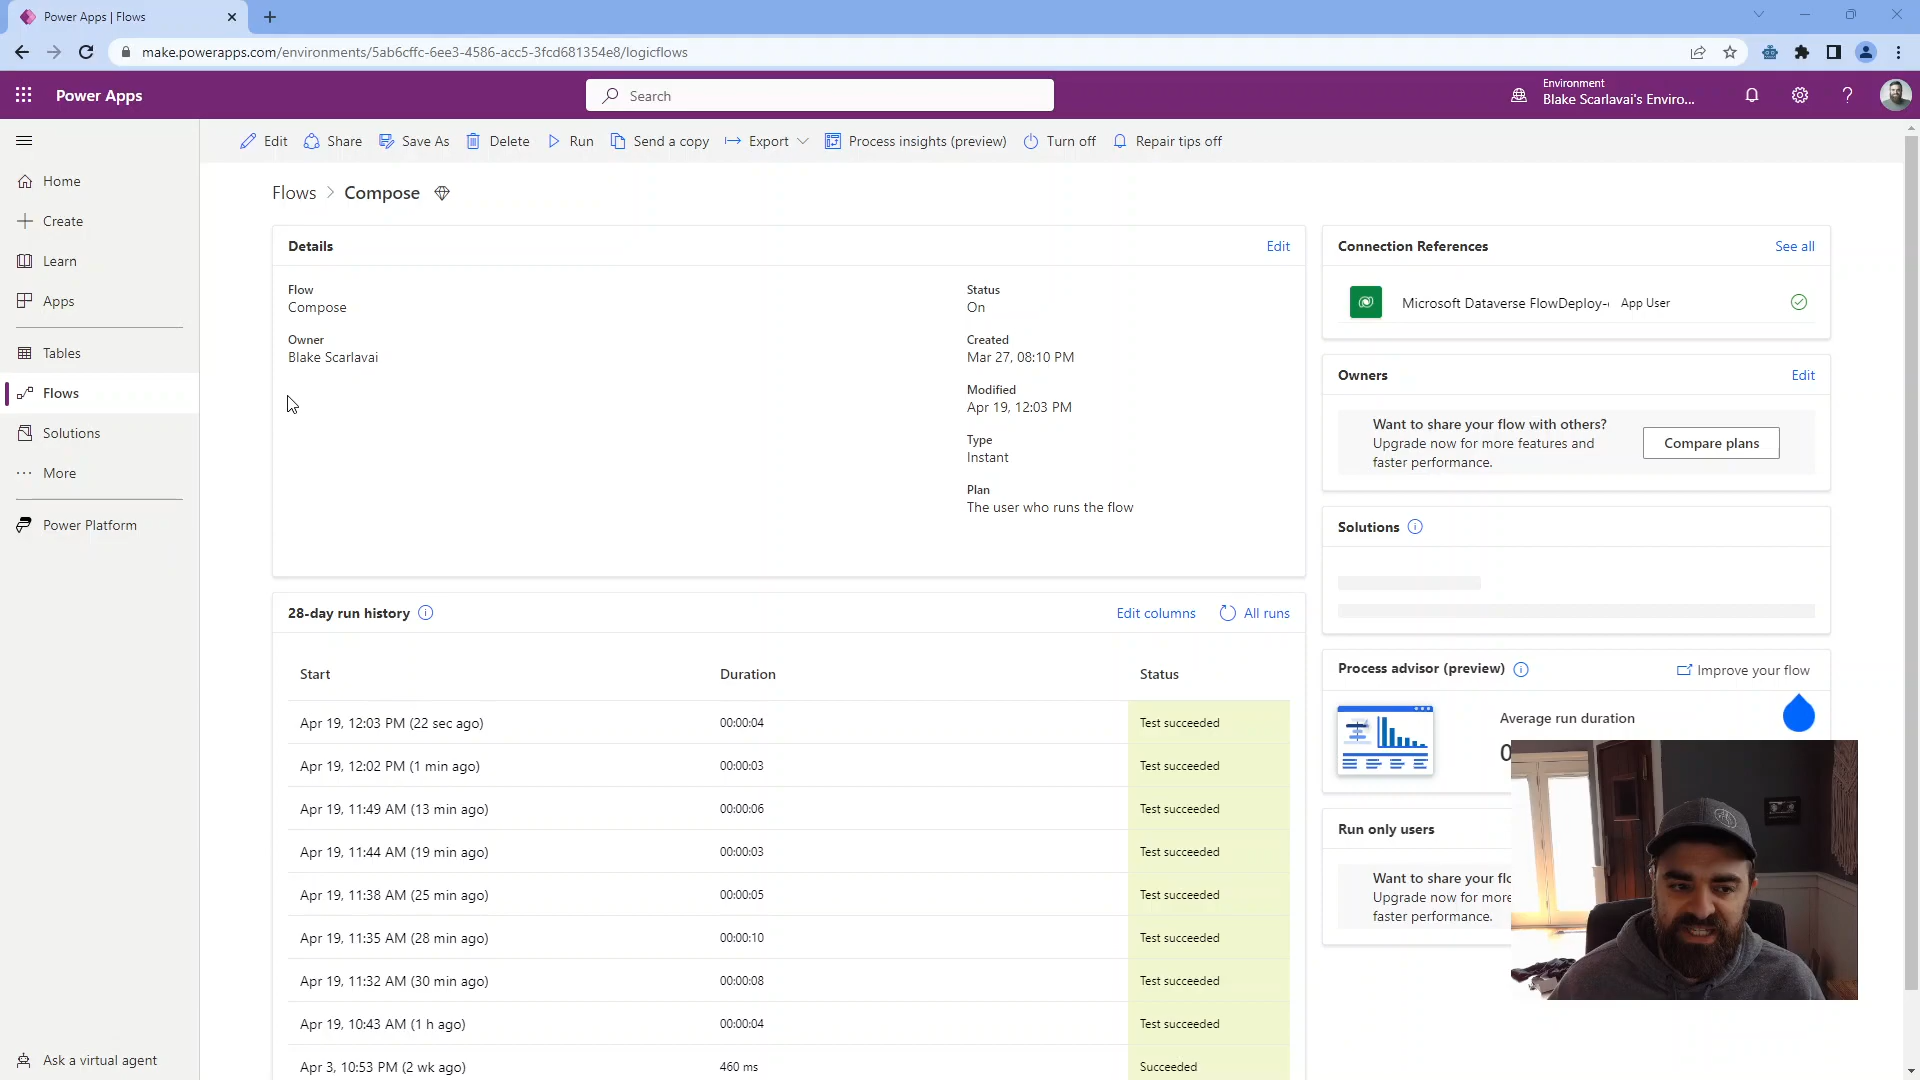 Power Apps | Flows
make.powerapps.com/environments/5ab6cffc-6ee3-4586-acc5-3fcd681354e8/logicflows
Power Apps
Search
Environment
Blake Scarlavai's Enviro...
Edit
Share
Save As
Delete
Run
Send a copy
Export
Process insights (preview)
Turn off
Repair tips off
Home
Create
Learn
Apps
Tables
Flows
Solutions
More
Power Platform
Ask a virtual agent
Flows > Compose
Details
Edit
Flow
Compose
Owner
Blake Scarlavai
Status
On
Created
Mar 27, 08:10 PM
Modified
Apr 19, 12:03 PM
Type
Instant
Plan
The user who runs the flow
28-day run history
Edit columns
All runs
Start Duration Status
Apr 19, 12:03 PM (22 sec ago) 00:00:04 Test succeeded
Apr 19, 12:02 PM (1 min ago) 00:00:03 Test succeeded
Apr 19, 11:49 AM (13 min ago) 00:00:06 Test succeeded
Apr 19, 11:44 AM (19 min ago) 00:00:03 Test succeeded
Apr 19, 11:38 AM (25 min ago) 00:00:05 Test succeeded
Apr 19, 11:35 AM (28 min ago) 00:00:10 Test succeeded
Apr 19, 11:32 AM (30 min ago) 00:00:08 Test succeeded
Apr 19, 10:43 AM (1 h ago) 00:00:04 Test succeeded
Apr 3, 10:53 PM (2 wk ago) 460 ms Succeeded
Connection References
See all
Microsoft Dataverse FlowDeploy- App User
Owners
Edit
Want to share your flow with others?
Upgrade now for more features and
faster performance.
Compare plans
Solutions
Process advisor (preview)
Improve your flow
Average run duration
0
Run only users
Want to share your flo
Upgrade now for more
faster performance.